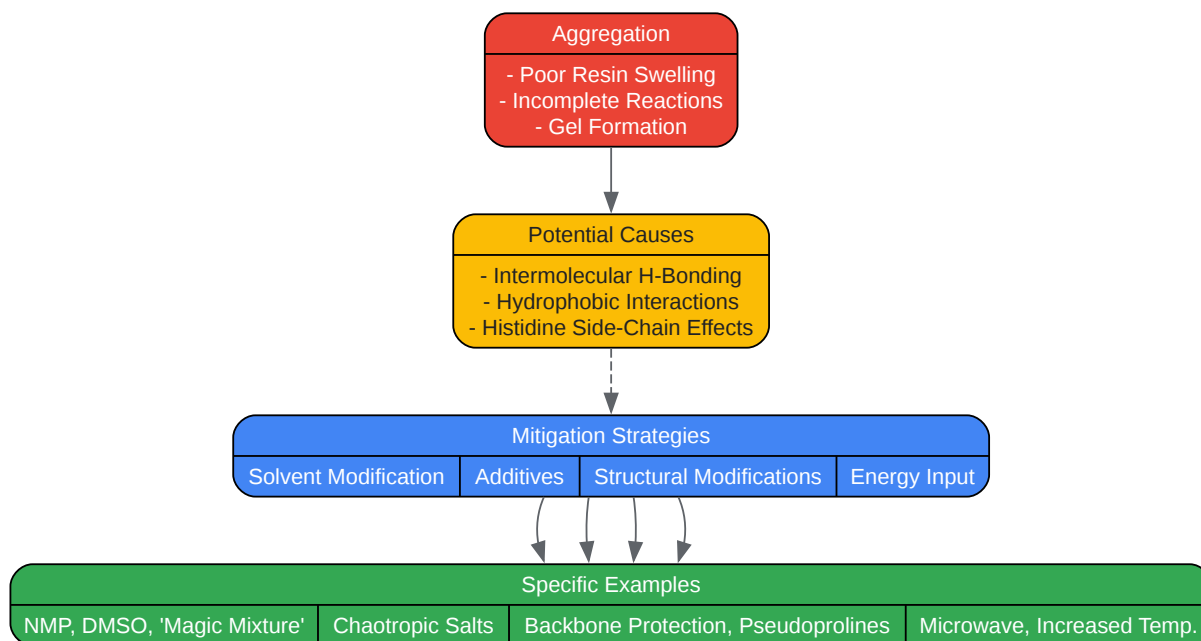 Aggregation
- Poor Resin Swelling
- Incomplete Reactions
- Gel Formation
Potential Causes
- Intermolecular H-Bonding
- Hydrophobic Interactions
- Histidine Side-Chain Effects
Mitigation Strategies
Solvent Modification
Additives
Structural Modifications
Energy Input
Specific Examples
NMP, DMSO, 'Magic Mixture'
Chaotropic Salts
Backbone Protection, Pseudoprolines
Microwave, Increased Temp.